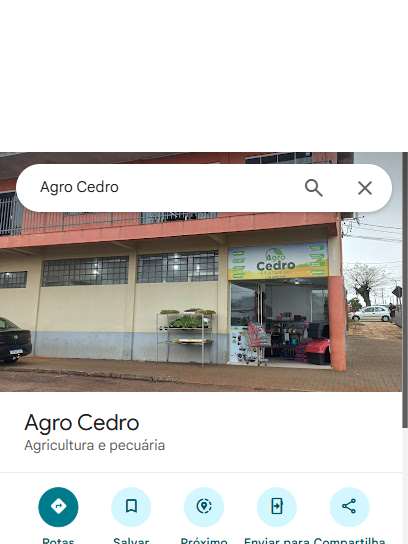 Agro Cedro
Agro
Cedro
Agro Cedro
Agricultura e pecuária
Rotas
Salvar
Próximo
Enviar para
Compartilha